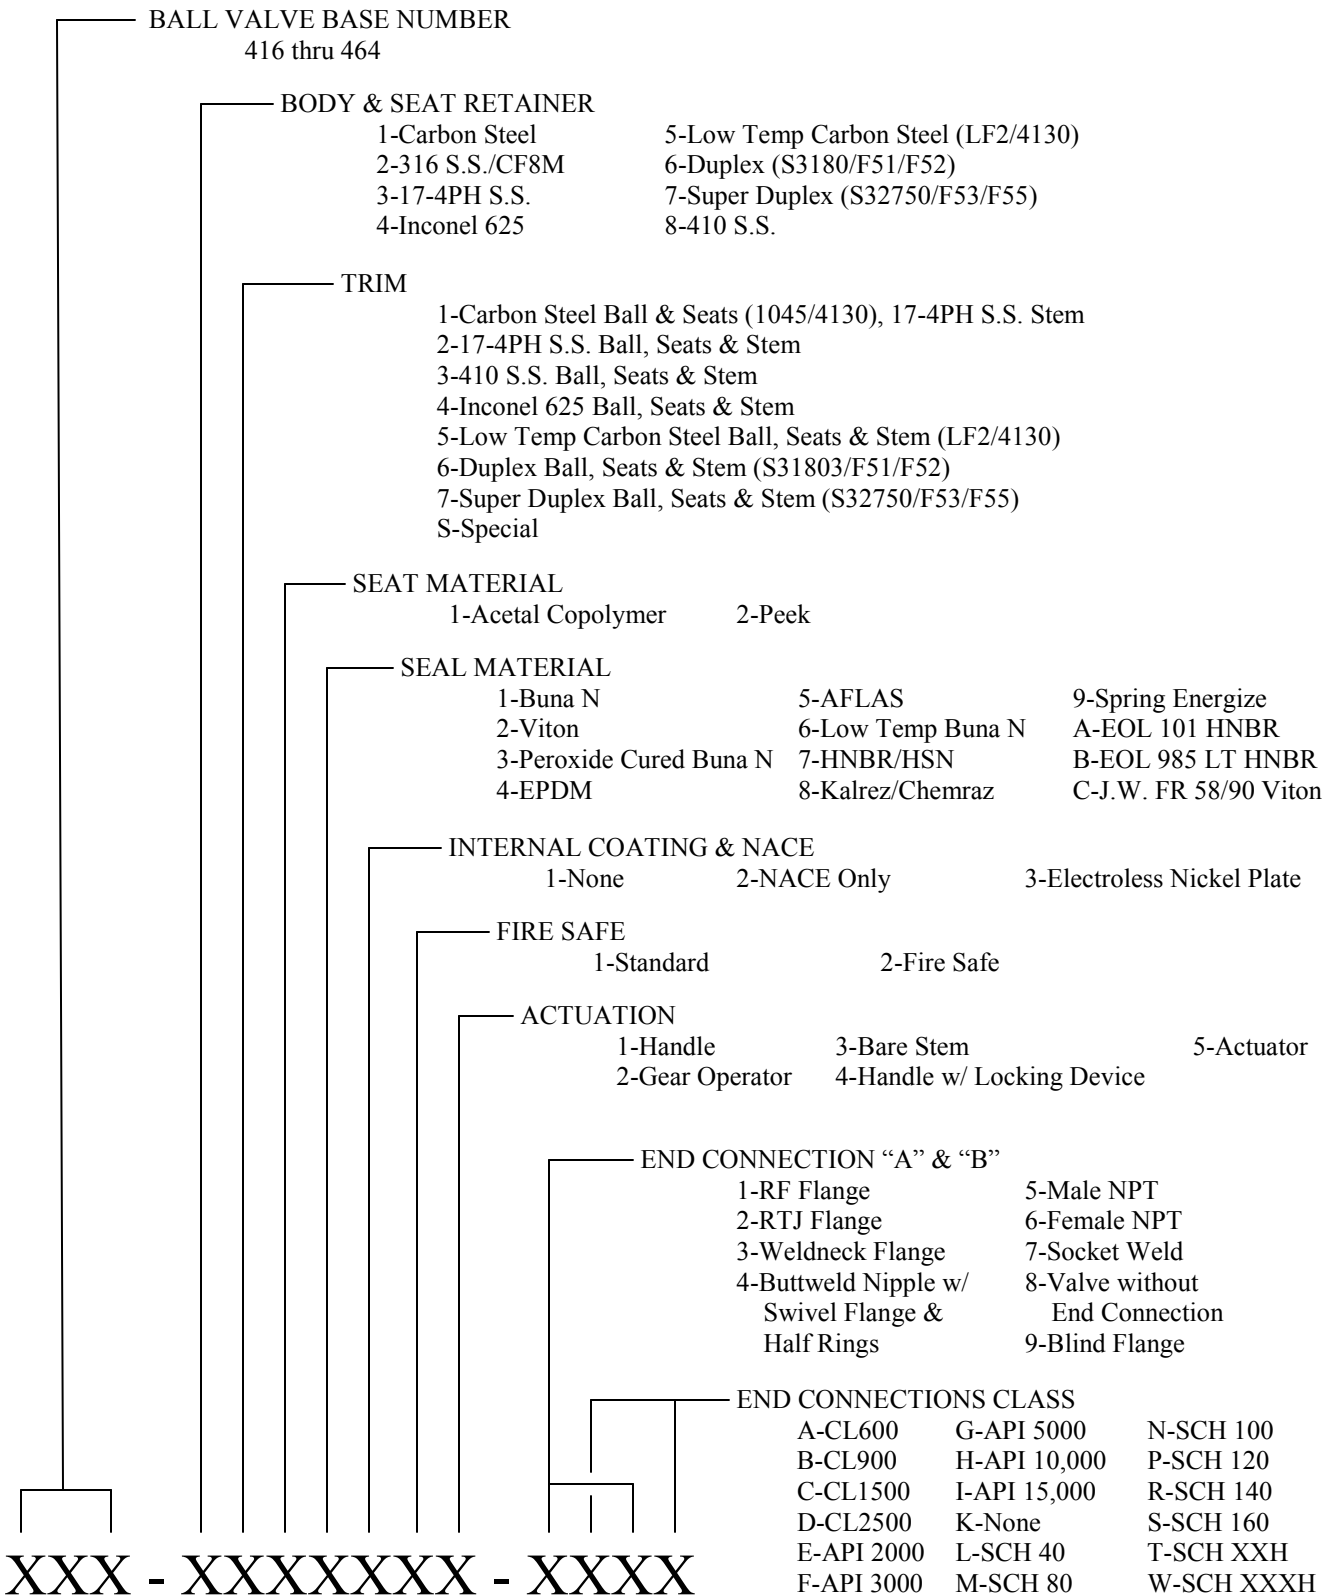 BALL VALVE BASE NUMBER
416 thru 464
BODY & SEAT RETAINER
1-Carbon Steel 5-Low Temp Carbon Steel (LF2/4130)
2-316 S.S./CF8M 6-Duplex (S3180/F51/F52)
3-17-4PH S.S. 7-Super Duplex (S32750/F53/F55)
4-Inconel 625 8-410 S.S.
TRIM
1-Carbon Steel Ball & Seats (1045/4130), 17-4PH S.S. Stem
2-17-4PH S.S. Ball, Seats & Stem
3-410 S.S. Ball, Seats & Stem
4-Inconel 625 Ball, Seats & Stem
5-Low Temp Carbon Steel Ball, Seats & Stem (LF2/4130)
6-Duplex Ball, Seats & Stem (S31803/F51/F52)
7-Super Duplex Ball, Seats & Stem (S32750/F53/F55)
S-Special
SEAT MATERIAL
1-Acetal Copolymer 2-Peek
SEAL MATERIAL
1-Buna N 5-AFLAS 9-Spring Energize
2-Viton 6-Low Temp Buna N A-EOL 101 HNBR
3-Peroxide Cured Buna N 7-HNBR/HSN B-EOL 985 LT HNBR
4-EPDM 8-Kalrez/Chemraz C-J.W. FR 58/90 Viton
INTERNAL COATING & NACE
1-None 2-NACE Only 3-Electroless Nickel Plate
FIRE SAFE
1-Standard 2-Fire Safe
ACTUATION
1-Handle 3-Bare Stem 5-Actuator
2-Gear Operator 4-Handle w/ Locking Device
END CONNECTION “A” & “B”
1-RF Flange 5-Male NPT
2-RTJ Flange 6-Female NPT
3-Weldneck Flange 7-Socket Weld
4-Buttweld Nipple w/ 8-Valve without
Swivel Flange & End Connection
Half Rings 9-Blind Flange
END CONNECTIONS CLASS
A-CL600 G-API 5000 N-SCH 100
B-CL900 H-API 10,000 P-SCH 120
C-CL1500 I-API 15,000 R-SCH 140
D-CL2500 K-None S-SCH 160
E-API 2000 L-SCH 40 T-SCH XXH
F-API 3000 M-SCH 80 W-SCH XXXH
XXX - XXXXXXX - XXXX